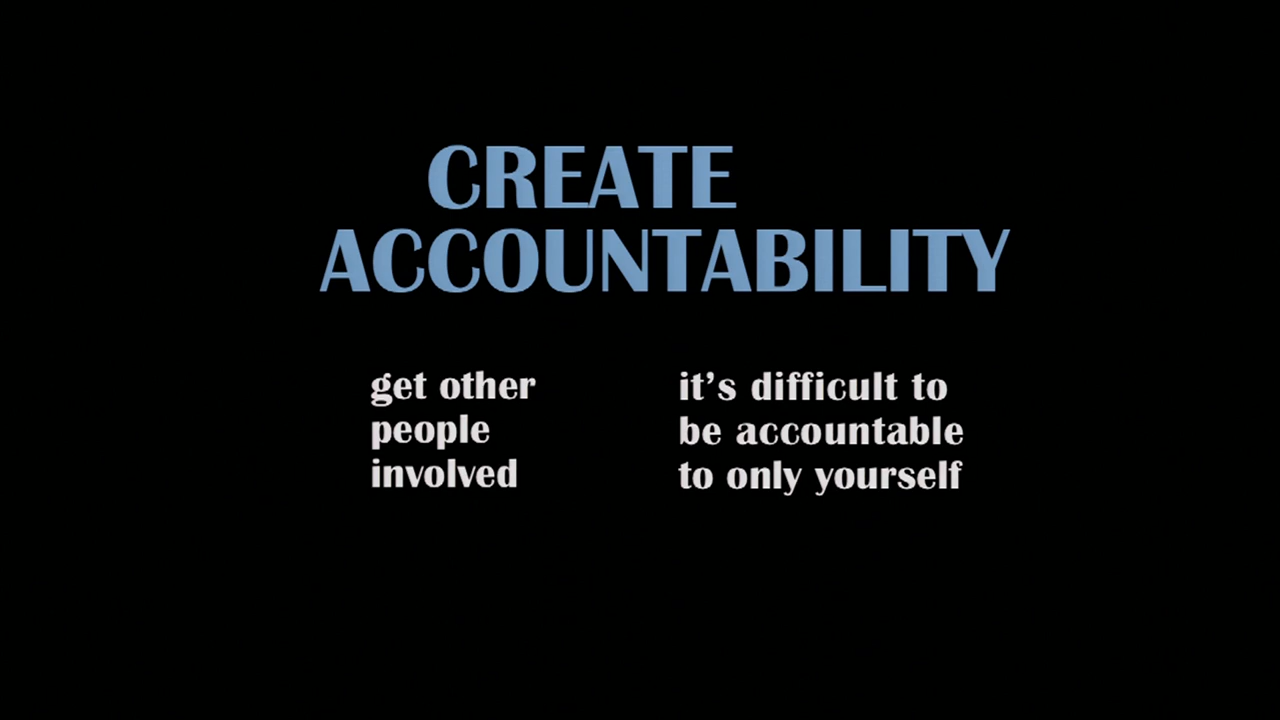 CREATE
ACCOUNTABILITY
get other
people
involved
it’s difficult to
be accountable
to only yourself